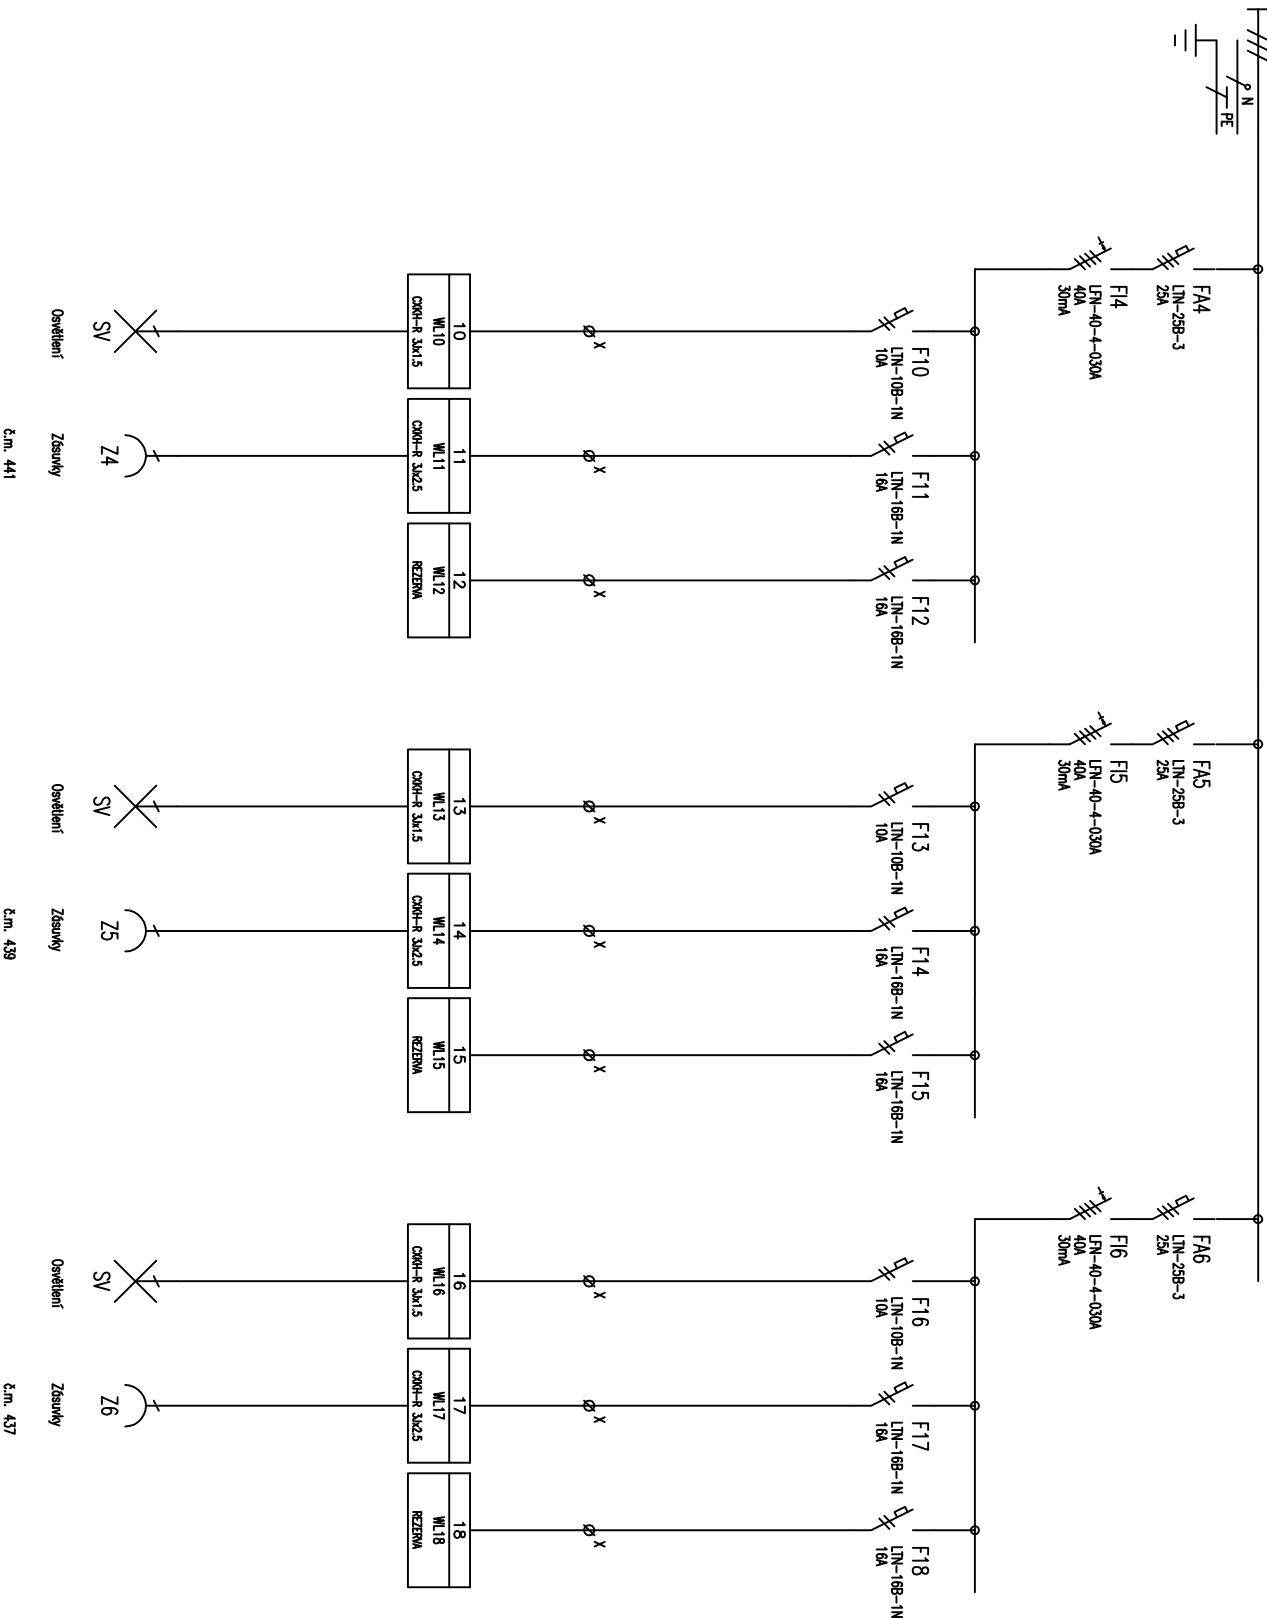 N
PE
FA4
LTN-25B-3
25A
FI4
LFN-40-4-030A
40A
30mA
F10
LTN-10B-1N
10A
X
10
WL10
CXKH-R 3Jx1.5
SV
Osvětlení
F11
LTN-16B-1N
16A
X
11
WL11
CXKH-R 3Jx2.5
Z4
Zásuvky
č.m. 441
F12
LTN-16B-1N
16A
X
12
WL12
REZERVA
FA5
LTN-25B-3
25A
FI5
LFN-40-4-030A
40A
30mA
F13
LTN-10B-1N
10A
X
13
WL13
CXKH-R 3Jx1.5
SV
Osvětlení
F14
LTN-16B-1N
16A
X
14
WL14
CXKH-R 3Jx2.5
Z5
Zásuvky
č.m. 439
F15
LTN-16B-1N
16A
X
15
WL15
REZERVA
FA6
LTN-25B-3
25A
FI6
LFN-40-4-030A
40A
30mA
F16
LTN-10B-1N
10A
X
16
WL16
CXKH-R 3Jx1.5
SV
Osvětlení
F17
LTN-16B-1N
16A
X
17
WL17
CXKH-R 3Jx2.5
Z6
Zásuvky
č.m. 437
F18
LTN-16B-1N
16A
X
18
WL18
REZERVA